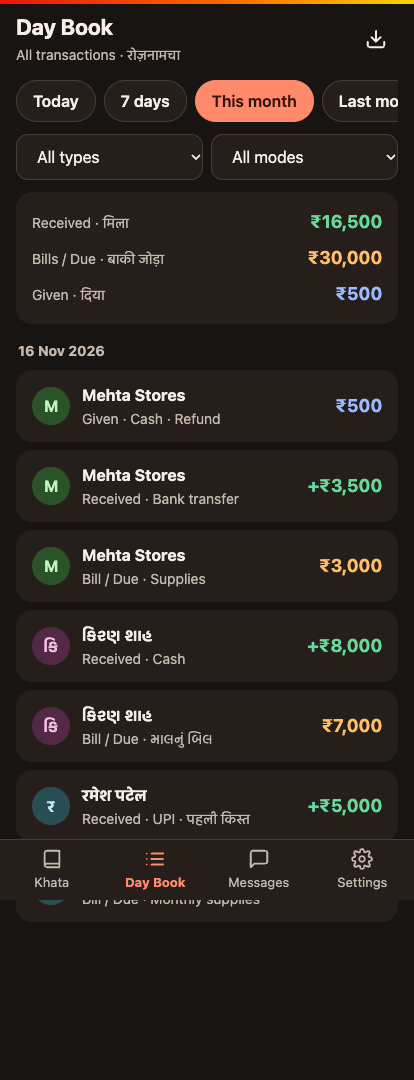 Day Book
All transactions · रोज़नामचा
Today
7 days
This month
Last mo
All types
All modes
Received · मिला
₹16,500
Bills / Due · बाकी जोड़ा
₹30,000
Given · दिया
₹500
16 Nov 2026
M
Mehta Stores
Given · Cash · Refund
₹500
M
Mehta Stores
Received · Bank transfer
+₹3,500
M
Mehta Stores
Bill / Due · Supplies
₹3,000
કિ
કિરણ શાહ
Received · Cash
+₹8,000
કિ
કિરણ શાહ
Bill / Due · માલનું બિલ
₹7,000
र
रमेश पटेल
Received · UPI · पहली किस्त
+₹5,000
Khata
Day Book
Messages
Settings
Bill / Due · Monthly supplies